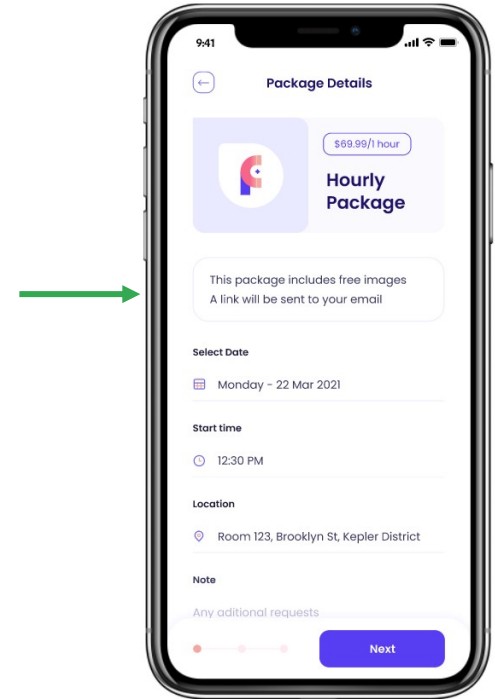 9:41
Package Details
$69.99/1 hour
Hourly
Package
This package includes free images
A link will be sent to your email
Select Date
Monday - 22 Mar 2021
Start time
12:30 PM
Location
Room 123, Brooklyn St, Kepler District
Note
Any aditional requests
Next